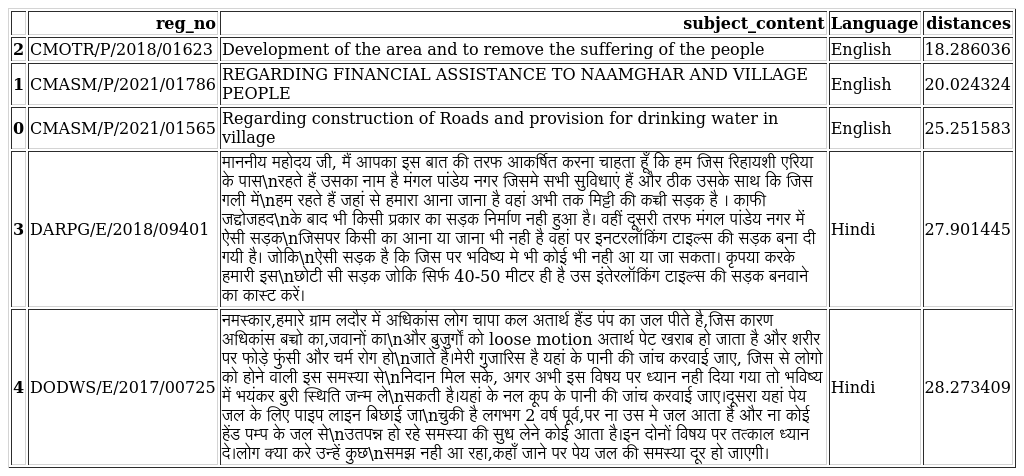 reg_no subject_content Language distances
2 CMOTR/P/2018/01623 Development of the area and to remove the suffering of the people English 18.286036
1 CMASM/P/2021/01786 REGARDING FINANCIAL ASSISTANCE TO NAAMGHAR AND VILLAGE
PEOPLE English 20.024324
0 CMASM/P/2021/01565 Regarding construction of Roads and provision for drinking water in
village English 25.251583
माननीय महोदय जी, मैं आपका इस बात की तरफ आकर्षित करना चाहता हूँ कि हम जिस रिहायशी एरिया
के पास\nरहते हैं उसका नाम है मंगल पांडेय नगर जिसमे सभी सुविधाएं हैं और ठीक उसके साथ कि जिस
गली में\nहम रहते हैं जहां से हमारा आना जाना है वहां अभी तक मिट्टी की कच्ची सड़क है । काफी
जद्दोजहद\nके बाद भी किसी प्रकार का सड़क निर्माण नही हुआ है। वहीं दूसरी तरफ मंगल पांडेय नगर में
3 DARPG/E/2018/09401 ऐसी सड़क\nजिसपर किसी का आना या जाना भी नही है वहां पर इनटरलॉकिंग टाइल्स की सड़क बना दी Hindi 27.901445
गयी है। जोकि\nऐसी सड़क है कि जिस पर भविष्य मे भी कोई भी नही आ या जा सकता। कृपया करके
हमारी इस\nछोटी सी सड़क जोकि सिर्फ 40-50 मीटर ही है उस इंतेरलॉकिंग टाइल्स की सड़क बनवाने
का कास्ट करें।
नमस्कार,हमारे ग्राम लदौर में अधिकांस लोग चापा कल अतार्थ हैंड पंप का जल पीते है,जिस कारण
अधिकांस बच्चो का,जवानों का\nऔर बुजुर्गों को loose motion अतार्थ पेट खराब हो जाता है और शरीर
पर फोड़े फुंसी और चर्म रोग हो\nजाते है।मेरी गुजारिस है यहां के पानी की जांच करवाई जाए, जिस से लोगो
को होने वाली इस समस्या से\nनिदान मिल सके, अगर अभी इस विषय पर ध्यान नही दिया गया तो भविष्य
4 DODWS/E/2017/00725 में भयंकर बुरी स्थिति जन्म ले\nसकती है।यहां के नल कूप के पानी की जांच करवाई जाए।दूसरा यहां पेय Hindi 28.273409
जल के लिए पाइप लाइन बिछाई जा\nचुकी है लगभग 2 वर्ष पूर्व,पर ना उस मे जल आता है और ना कोई
हेंड पम्प के जल से\nउतपन्न हो रहे समस्या की सुध लेने कोई आता है।इन दोनों विषय पर तत्काल ध्यान
दे।लोग क्या करे उन्हें कुछ\nसमझ नही आ रहा,कहाँ जाने पर पेय जल की समस्या दूर हो जाएगी।